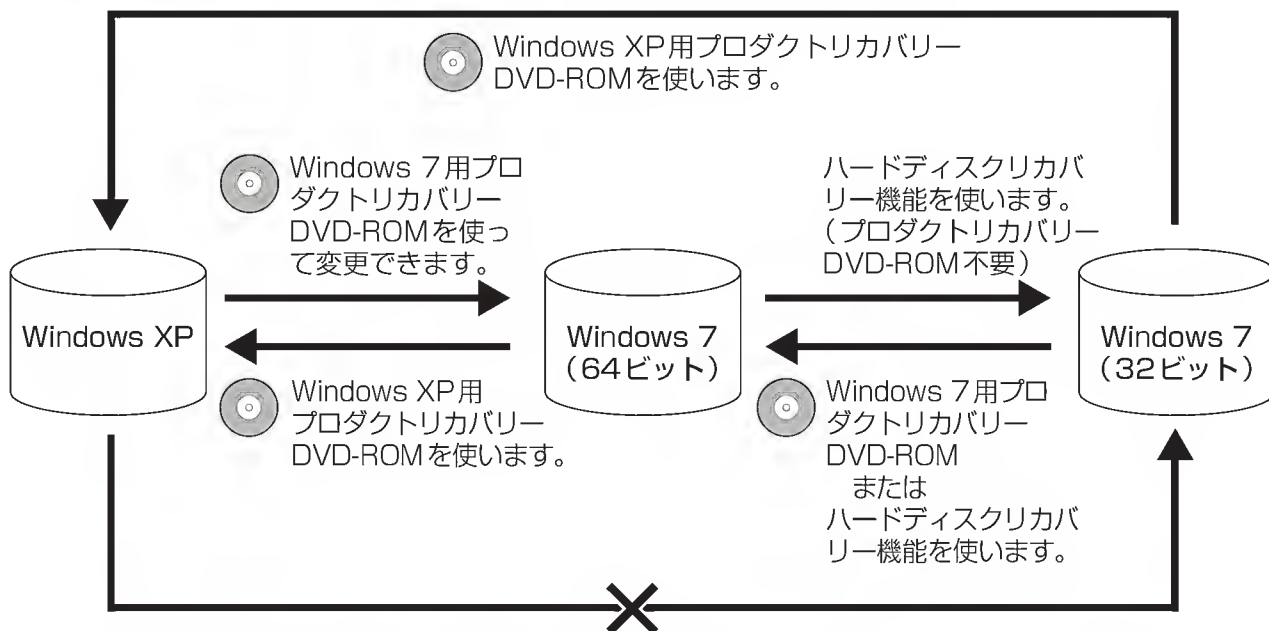 Windows XP用プロダクトリカバリー
DVD-ROMを使います。
Windows 7用プロ
ダクトリカバリー
DVD-ROMを使っ
て変更できます。
ハードディスクリカバ
リー機能を使います。
（プロダクトリカバリー
DVD-ROM不要）
Windows XP
Windows 7
（64ビット）
Windows 7
（32ビット）
Windows XP用
プロダクトリカバリー
DVD-ROMを使います。
Windows 7用プロ
ダクトリカバリー
DVD-ROM
または
ハードディスクリカバ
リー機能を使います。